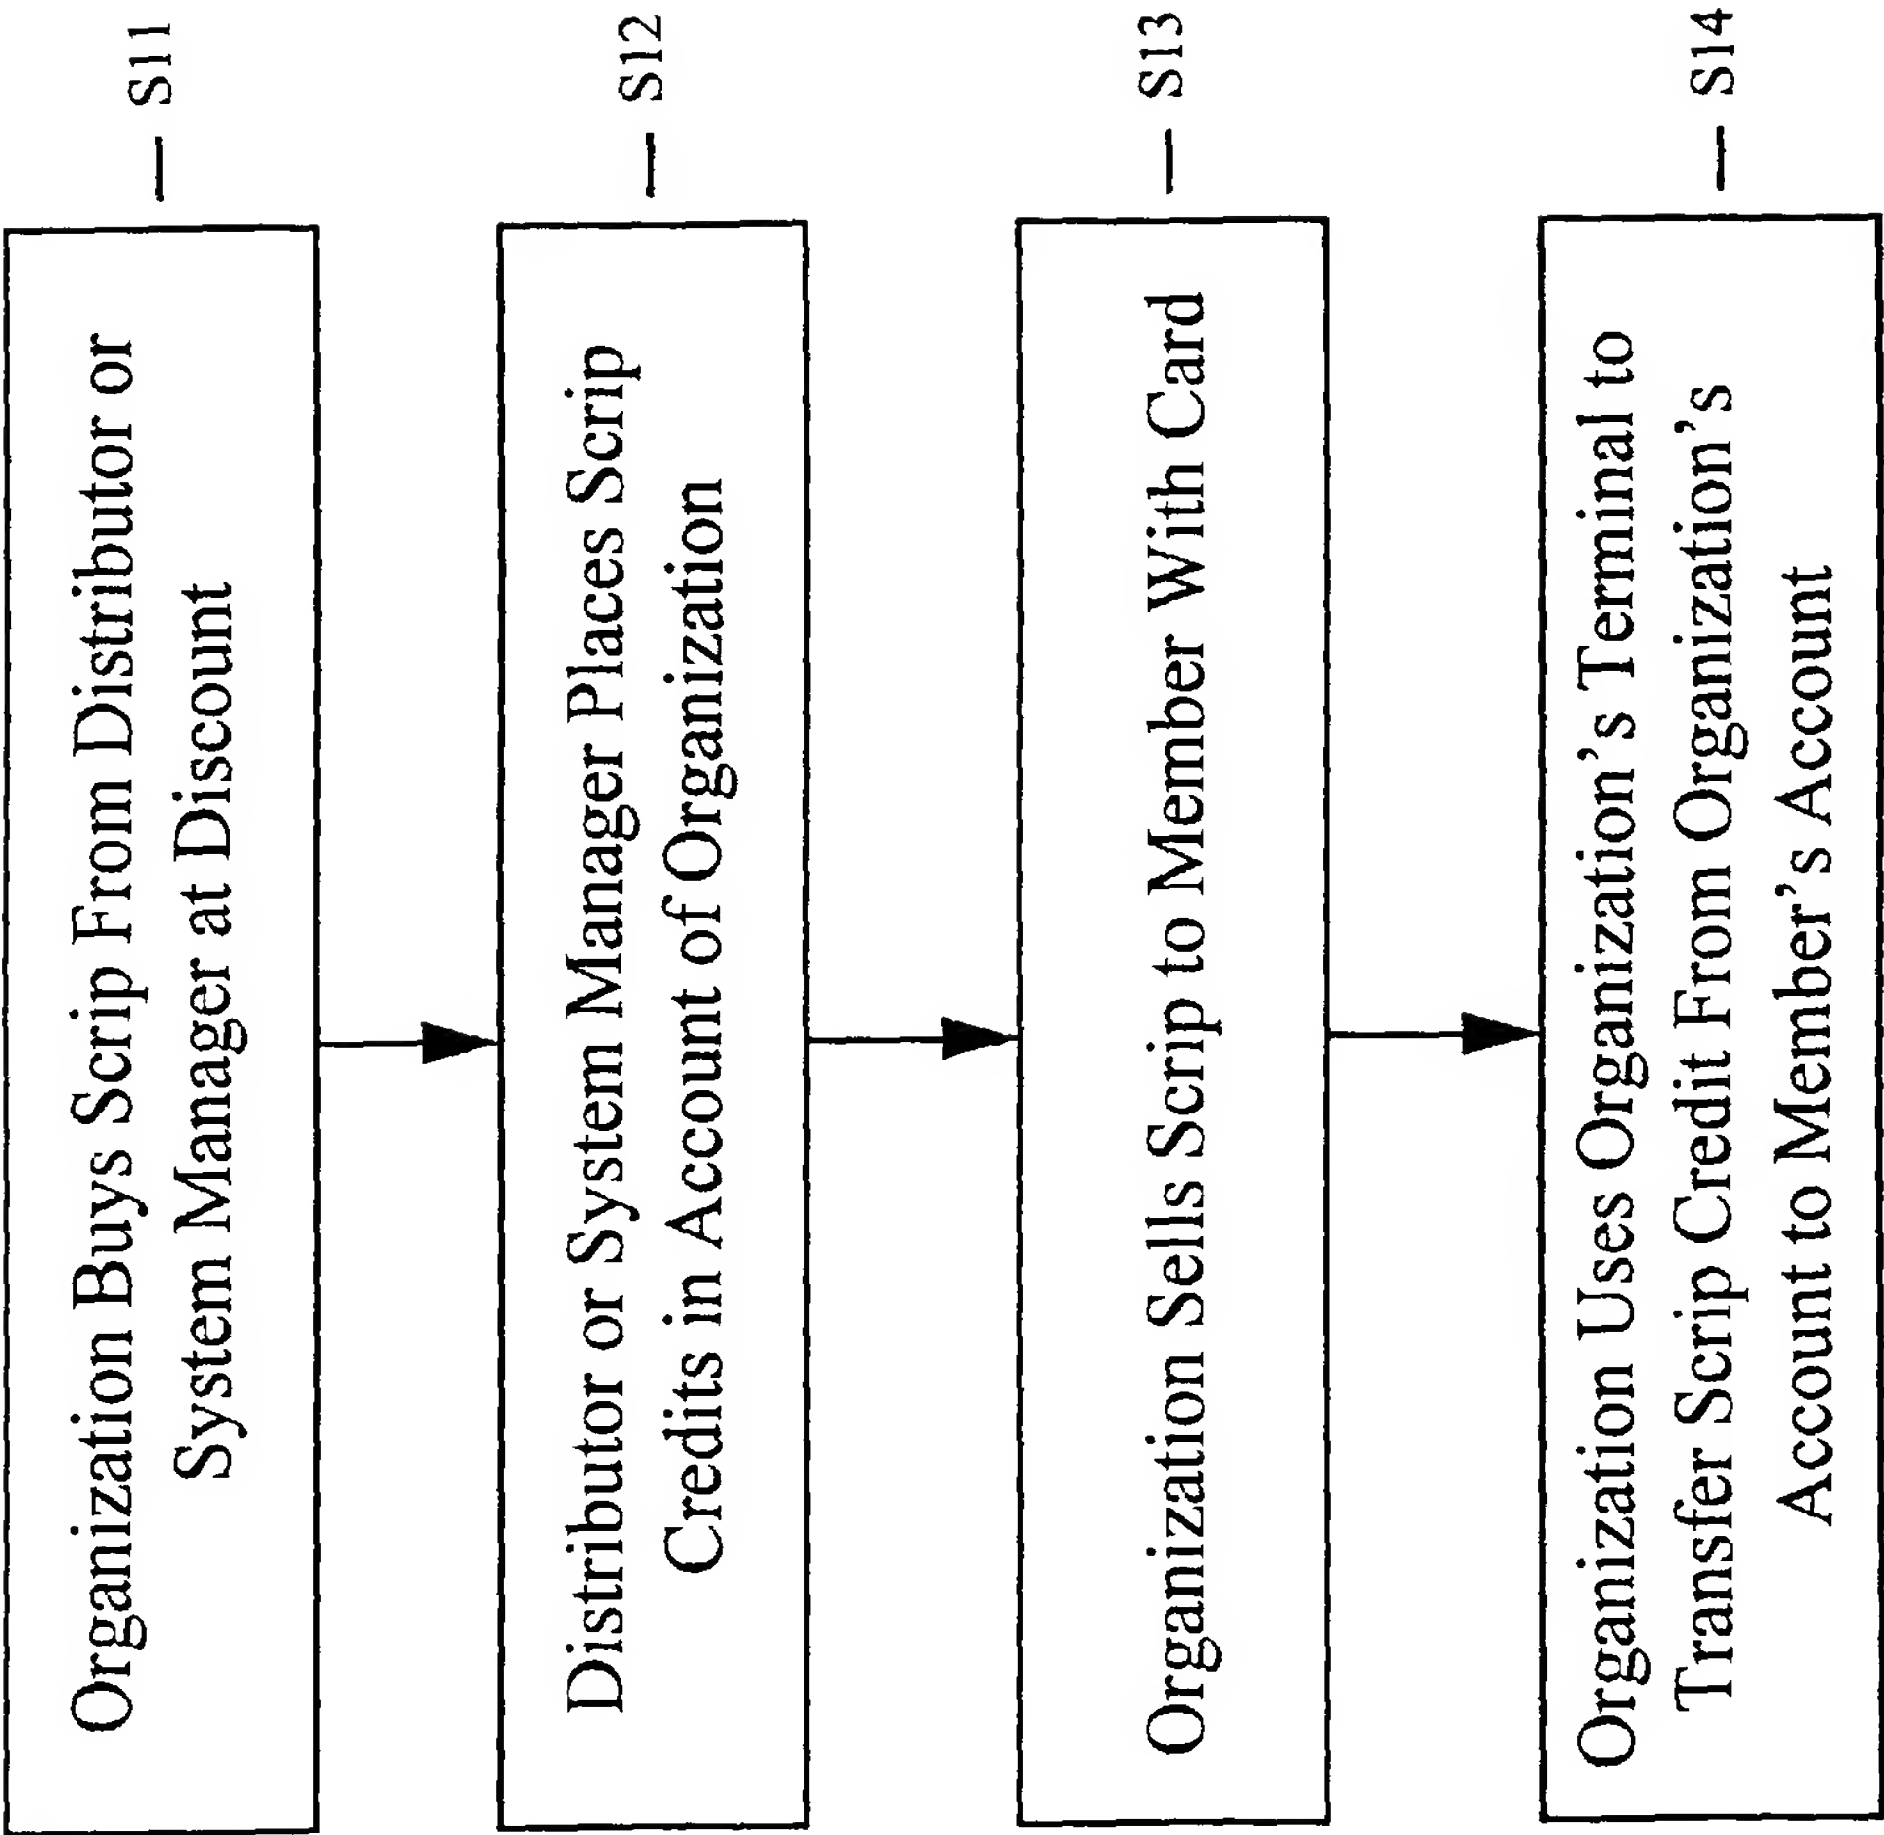 Organization Buys Scrip From Distributor or
System Manager at Discount
S11
Distributor or System Manager Places Scrip
Credits in Account of Organization
S12
Organization Sells Scrip to Member With Card
S13
Organization Uses Organization's Terminal to
Transfer Scrip Credit From Organization's
Account to Member's Account
S14